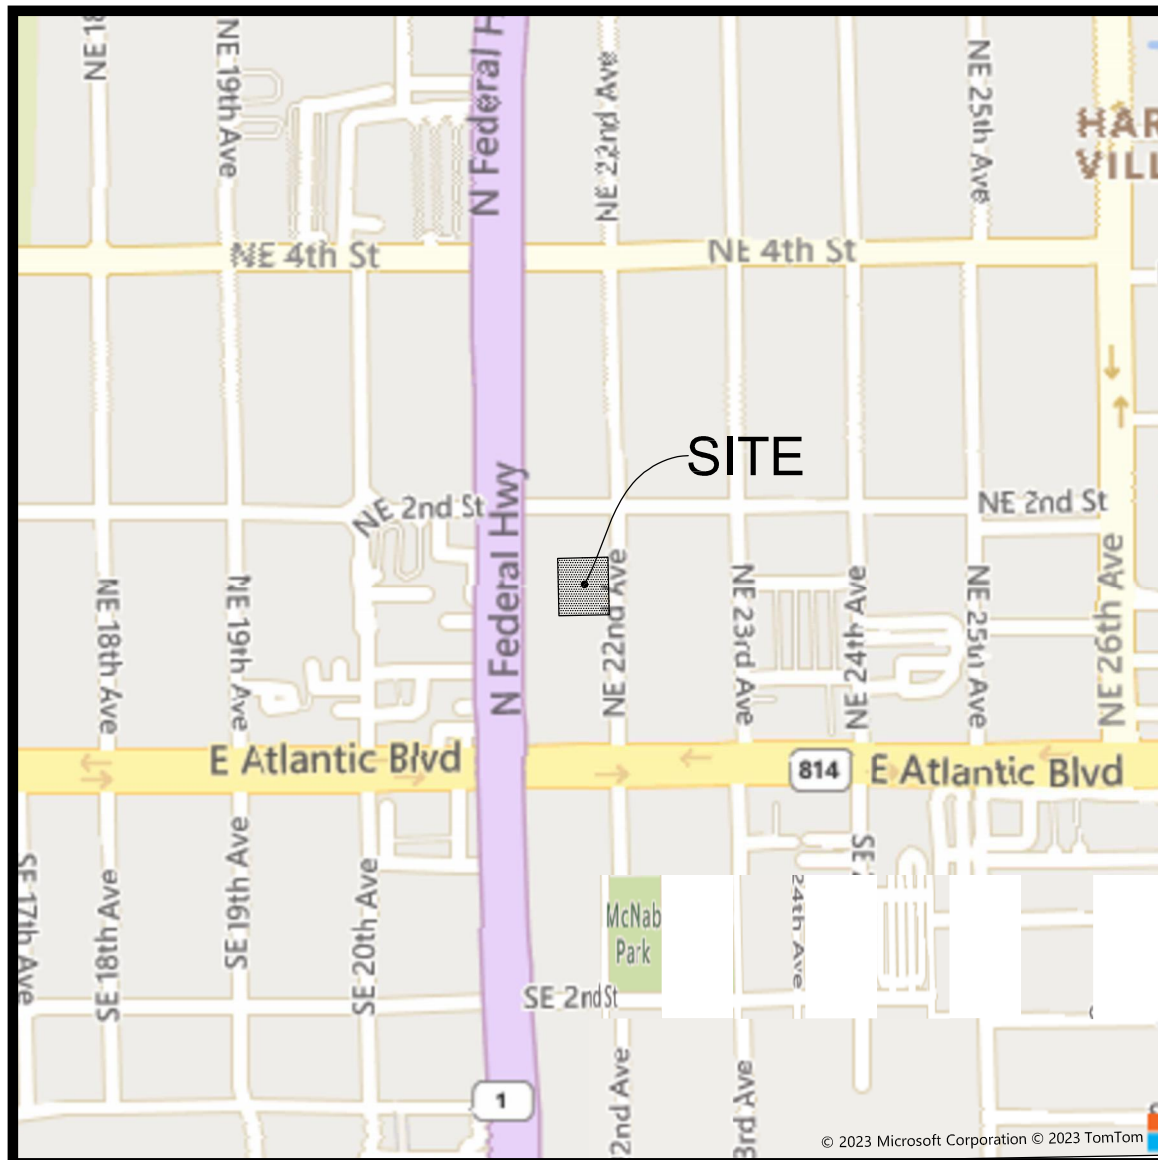 NE 18
NE 19th Ave
N Federal H
NE 22nd Ave
NE 25th Ave
HAR
VILL
NE 4th St
NE 4th St
SITE
NE 2nd St
NE 2nd St
N Federal Hwy
NE 18th Ave
NE 19th Ave
NE 22nd Ave
NE 23rd Ave
NE 24th Ave
NE 25th Ave
NE 26th Ave
E Atlantic Blvd
814
E Atlantic Blvd
SE 17th Ave
SE 18th Ave
SE 19th Ave
SE 20th Ave
SE
24th Ave
McNab
Park
SE 2nd St
1
2nd Ave
3rd Ave
© 2023 Microsoft Corporation © 2023 TomTom